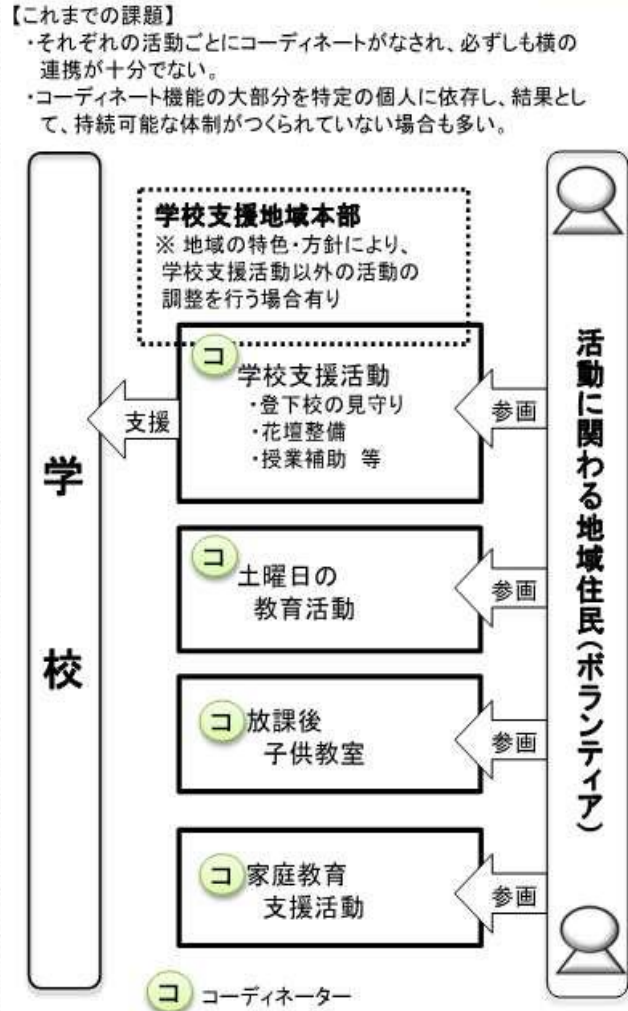 【これまでの課題】
・それぞれの活動ごとにコーディネートがなされ、必ずしも横の
連携が十分でない。
・コーディネート機能の大部分を特定の個人に依存し、結果とし
て、持続可能な体制がつくられていない場合も多い。
学校支援地域本部
※ 地域の特色・方針により、
学校支援活動以外の活動の
調整を行う場合有り
コ
学校支援活動
・登下校の見守り
・花壇整備
・授業補助 等
支援
参画
学校
コ
土曜日の
教育活動
参画
コ
放課後
子供教室
参画
コ
家庭教育
支援活動
参画
活動に関わる地域住民(ボランティア)
コ コーディネーター